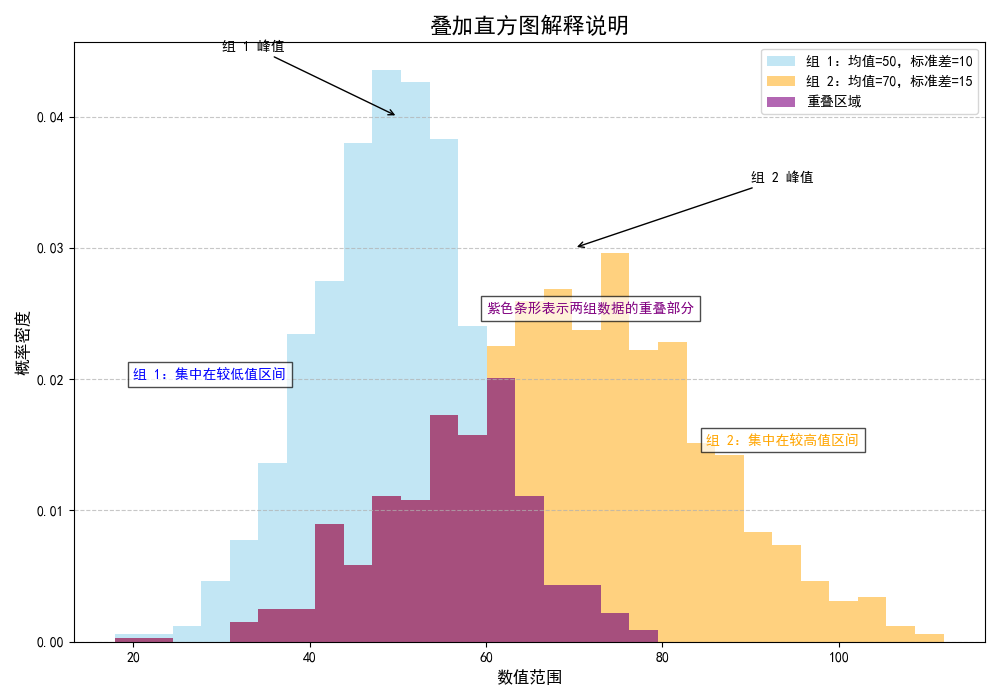 叠加直方图解释说明
组 1 峰值
组 1: 均值=50, 标准差=10
组 2: 均值=70, 标准差=15
重叠区域
组 2 峰值
紫色条形表示两组数据的重叠部分
组 1: 集中在较低值区间
组 2: 集中在较高值区间
概率密度
0.04
0.03
0.02
0.01
0.00
20 40 60 80 100
数值范围